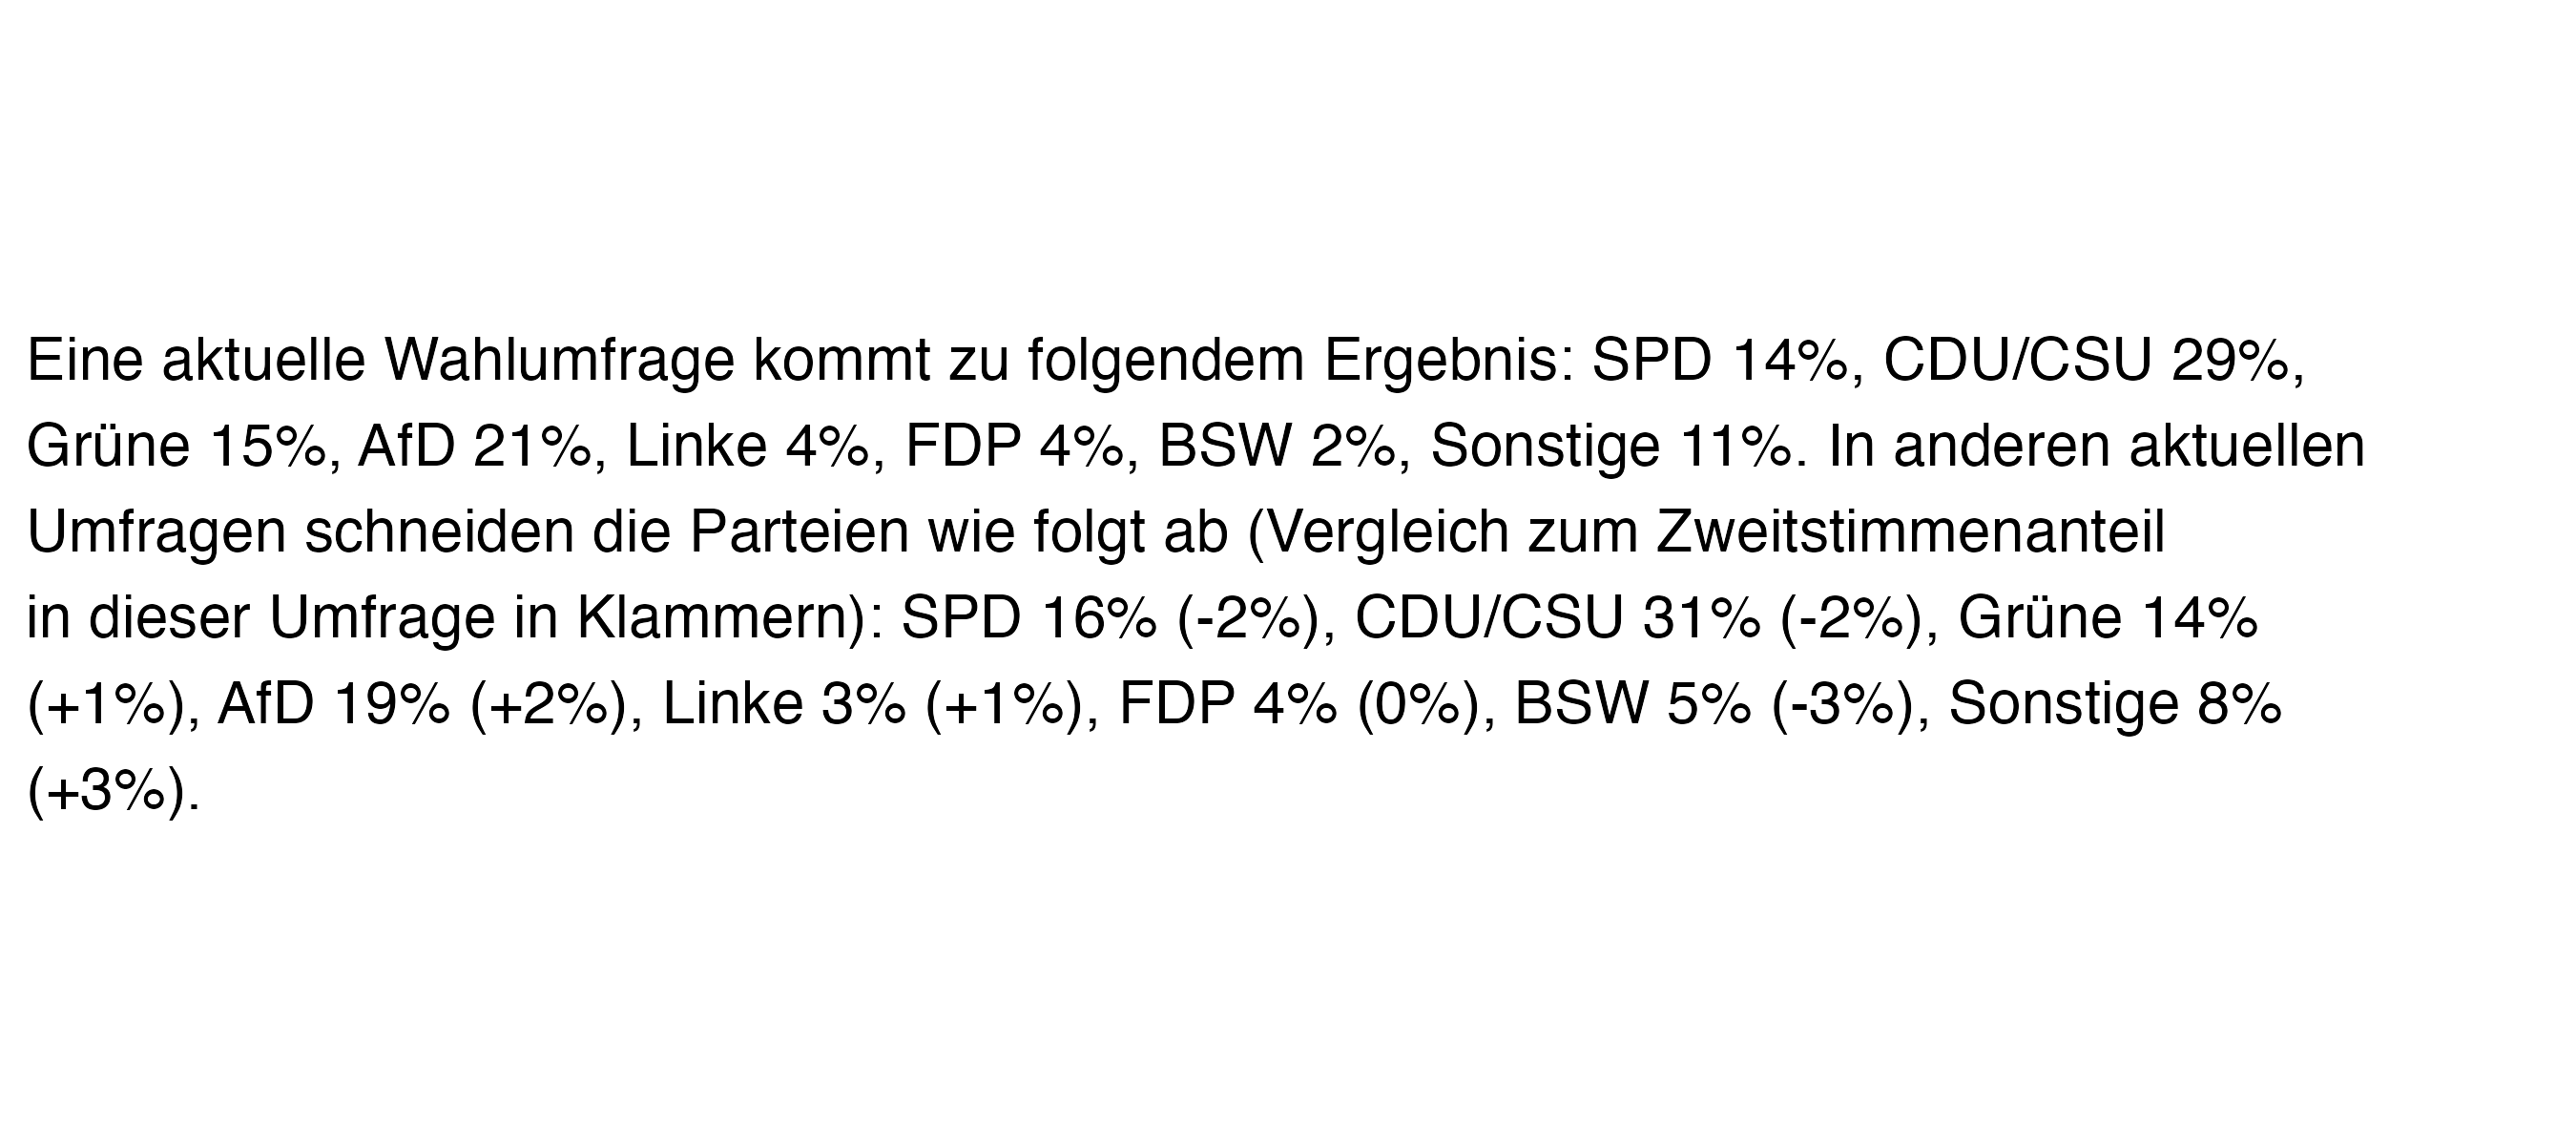 Eine aktuelle Wahlumfrage kommt zu folgendem Ergebnis: SPD 14%, CDU/CSU 29%,
Grüne 15%, AfD 21%, Linke 4%, FDP 4%, BSW 2%, Sonstige 11%. In anderen aktuellen
Umfragen schneiden die Parteien wie folgt ab (Vergleich zum Zweitstimmenanteil
in dieser Umfrage in Klammern): SPD 16% (-2%), CDU/CSU 31% (-2%), Grüne 14%
(+1%), AfD 19% (+2%), Linke 3% (+1%), FDP 4% (0%), BSW 5% (-3%), Sonstige 8%
(+3%).